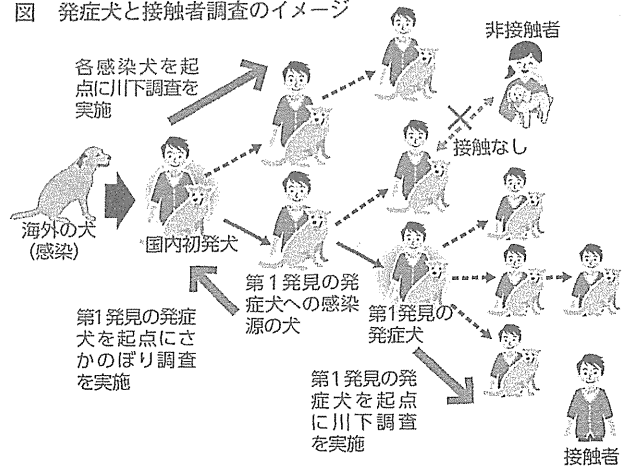 図 発症犬と接触者調査のイメージ
非接触者
各感染犬を起
点に川下調査を
実施
接触なし
海外の犬
(感染)
国内初発犬
第1発見の発
症犬への感染
源の犬
第1発見の
発症犬
第1発見の発症
犬を起点にさ
かのぼり調査
を実施
第1発見の発
症犬を起点
に川下調査
を実施
接触者